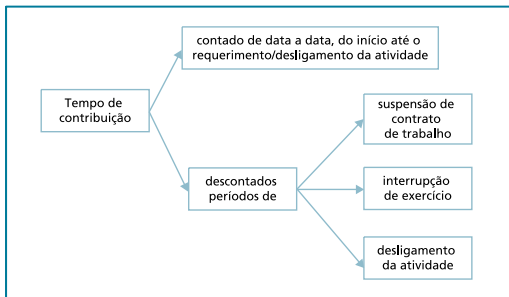 contado de data a data, do início até o
requerimento/desligamento da atividade
Tempo de
contribuição
descontados
períodos de
suspensão de
contrato
de trabalho
interrupção
de exercício
desligamento
da atividade